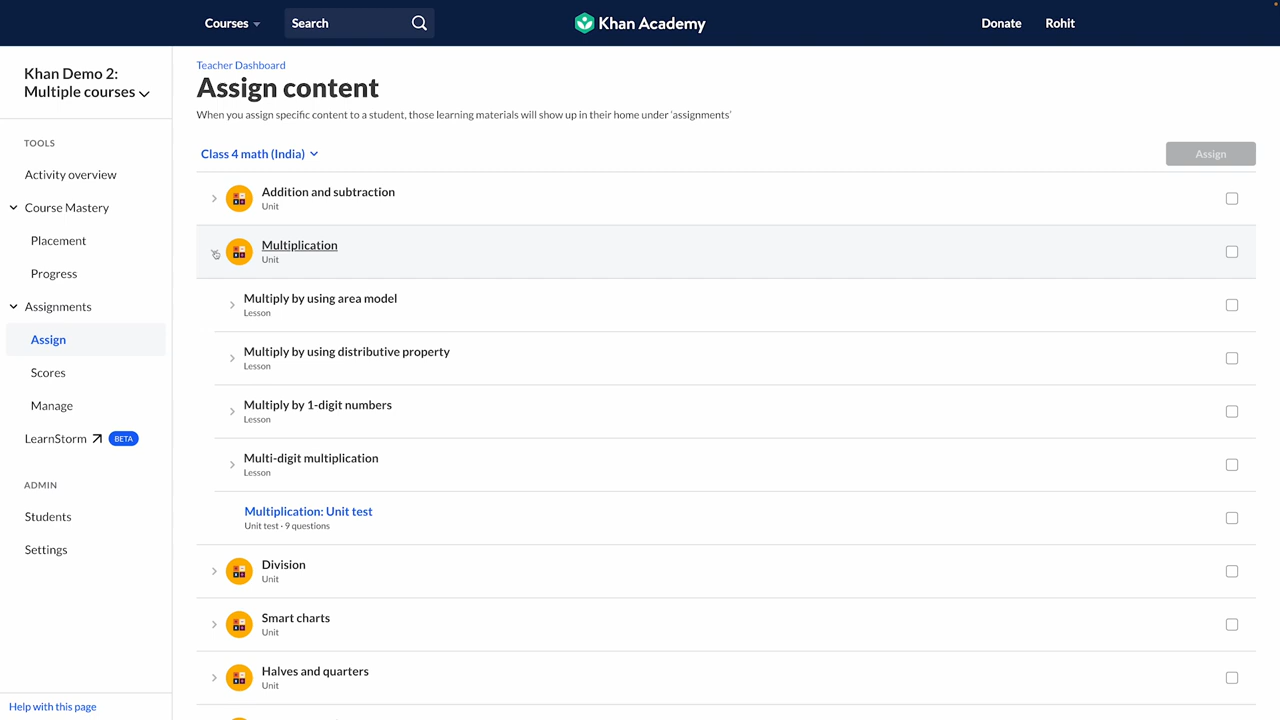 Courses
Search
Khan Academy
Donate
Rohit
Khan Demo 2:
Multiple courses
TOOLS
Activity overview
Course Mastery
Placement
Progress
Assignments
Assign
Scores
Manage
LearnStorm BETA
ADMIN
Students
Settings
Help with this page
Teacher Dashboard
Assign content
When you assign specific content to a student, those learning materials will show up in their home under 'assignments'
Class 4 math (India)
Assign
Addition and subtraction
Unit
Multiplication
Unit
Multiply by using area model
Lesson
Multiply by using distributive property
Lesson
Multiply by 1-digit numbers
Lesson
Multi-digit multiplication
Lesson
Multiplication: Unit test
Unit test · 9 questions
Division
Unit
Smart charts
Unit
Halves and quarters
Unit